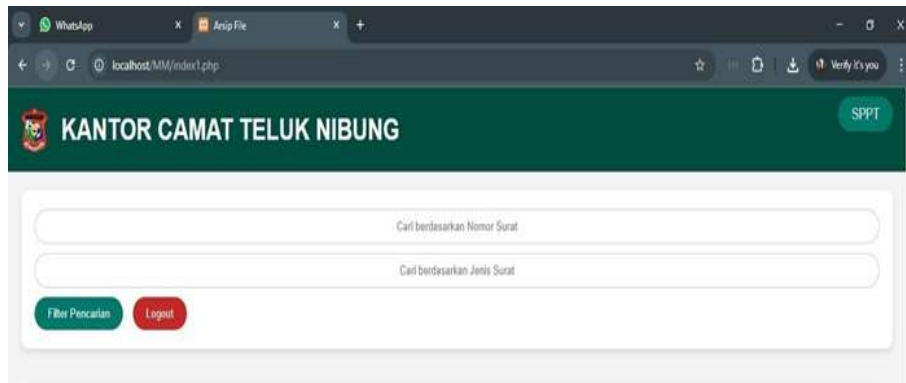 WhatsApp
Arsip File
localhost/MM/index1.php
Verify it's you
KANTOR CAMAT TELUK NIBUNG
SPPT
Cari berdasarkan Nomor Surat
Cari berdasarkan Jenis Surat
Filter Pencarian
Logout